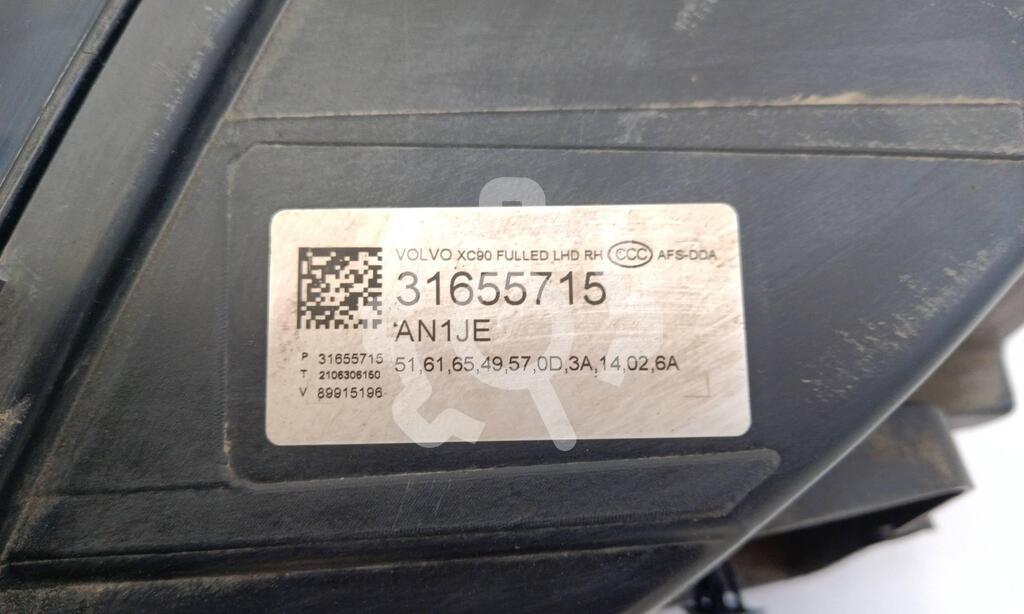 VOLVO XC90 FULLED LHD RH CCC AFS-DDA
31655715
AN1JE
51,61,65,49,57,0D,3A,14,02,6A
P 31655715
T 2106306150
V 89915196